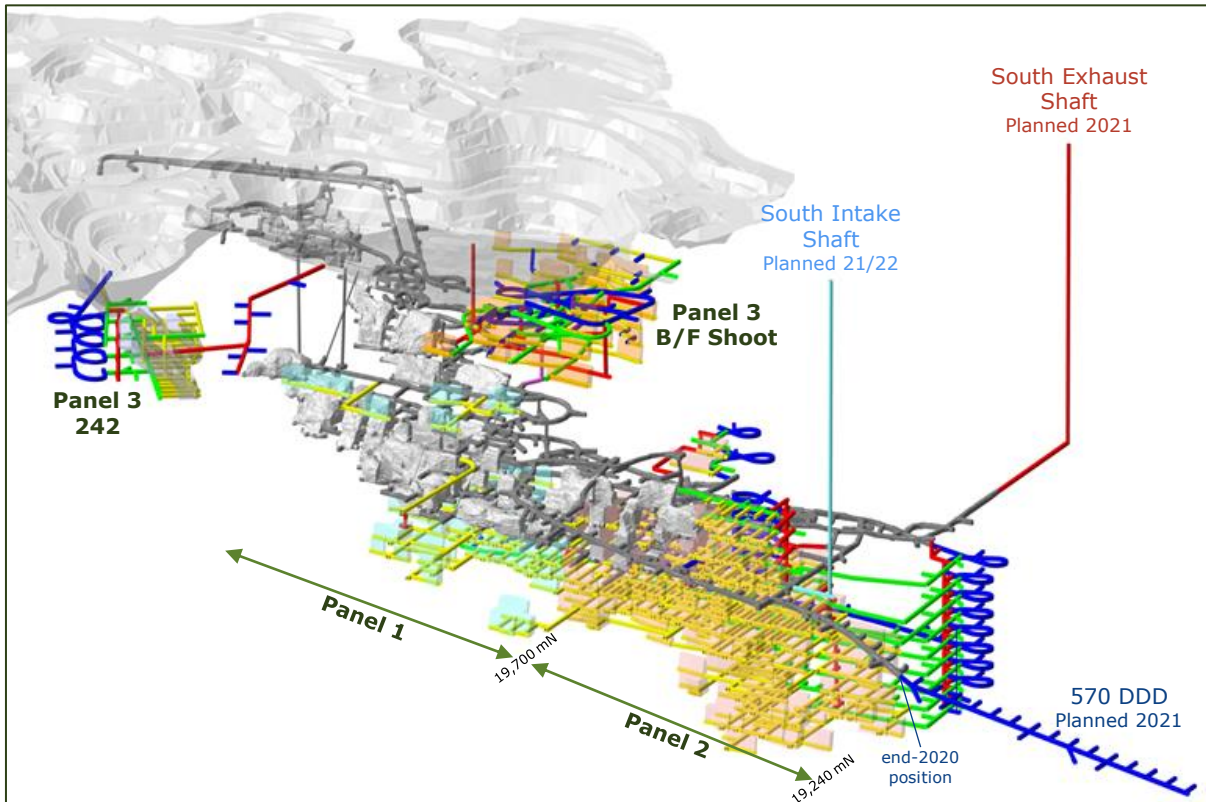 South Exhaust
Shaft
Planned 2021
South Intake
Shaft
Planned 21/22
Panel 3
B/F Shoot
Panel 3
242
Panel 1
19,700 mN
Panel 2
19,240 mN
end-2020
position
570 DDD
Planned 2021